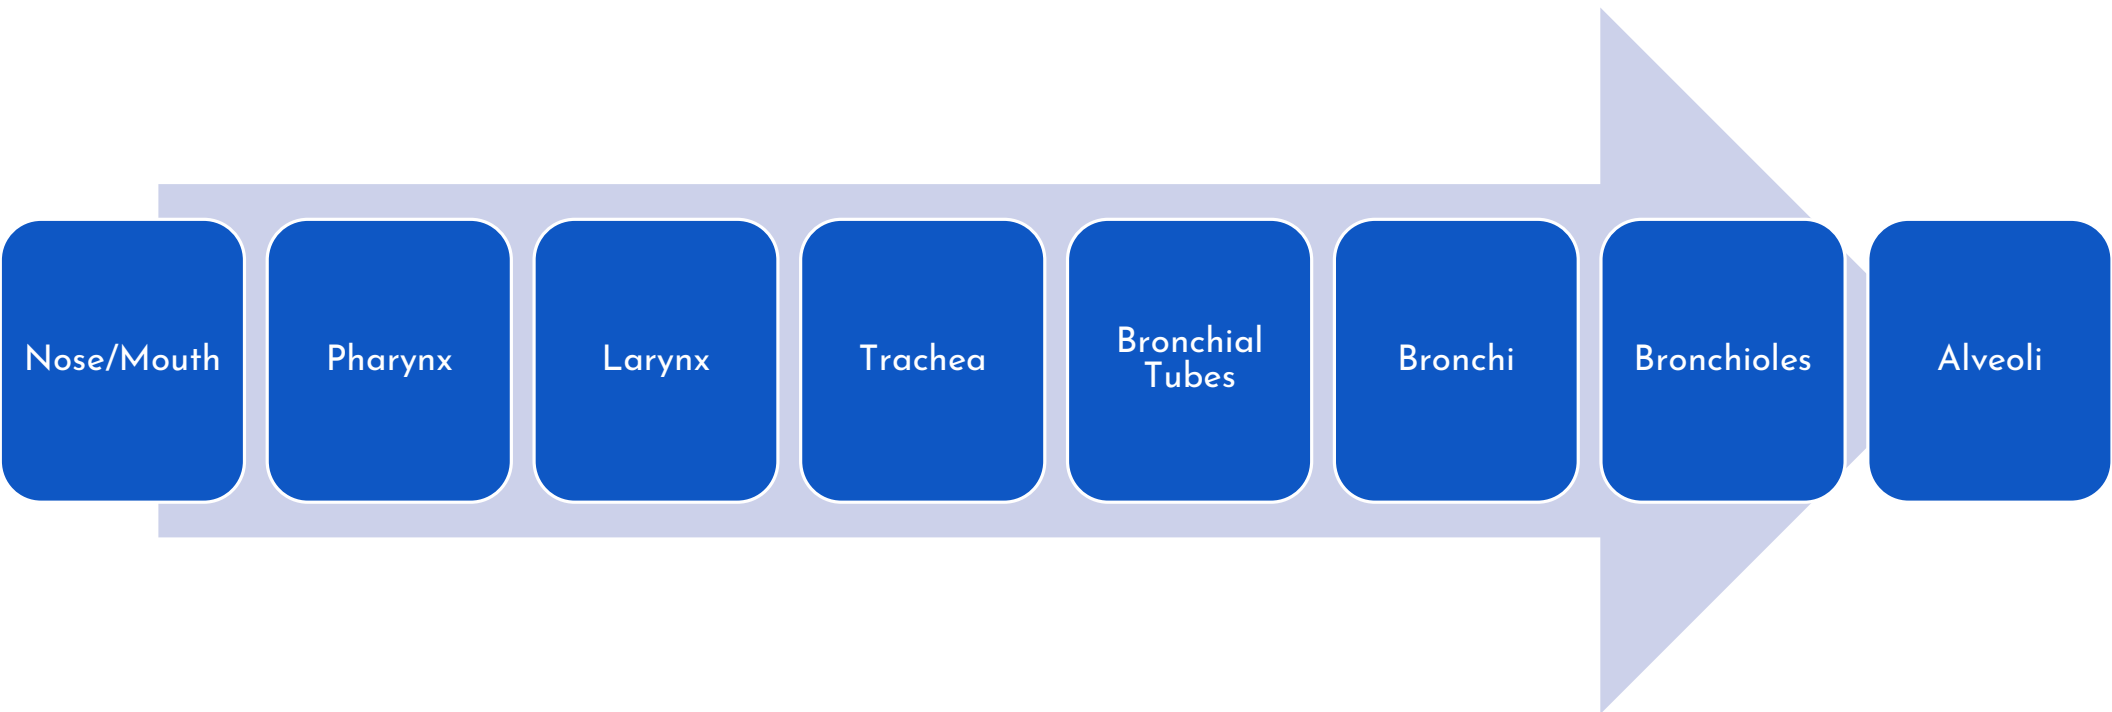 Nose/Mouth
Pharynx
Larynx
Trachea
Bronchial
Tubes
Bronchi
Bronchioles
Alveoli